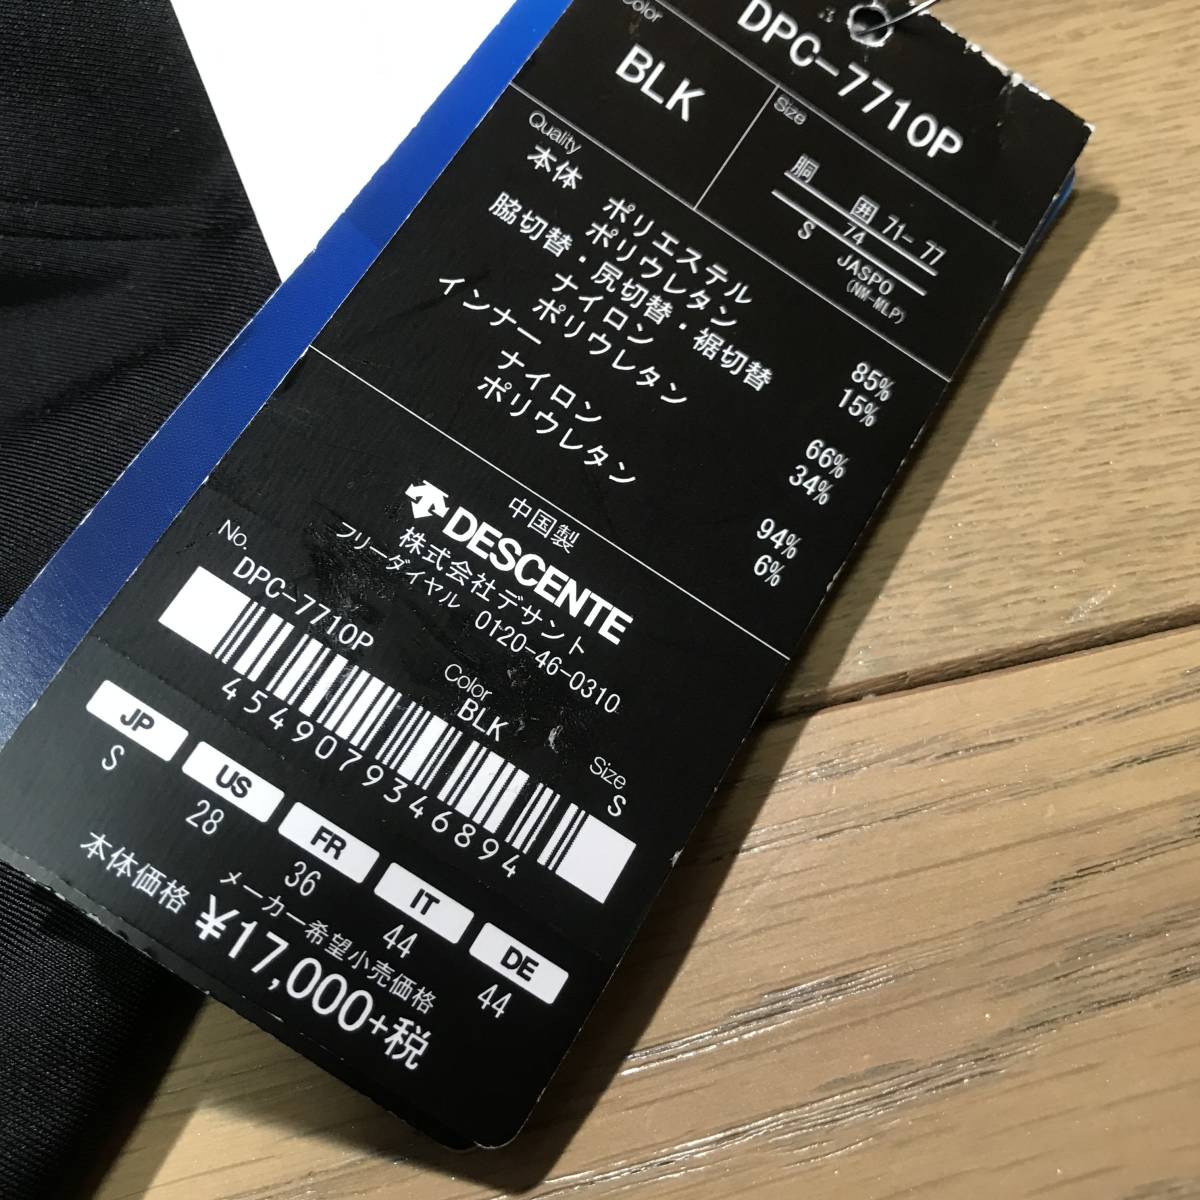 Color
DPC-7710P
BLK
Size
胴 囲 71-77
S 74
JASPO
(NM-MLP)
Quality
本体 ポリエステル 85%
ポリウレタン 15%
脇切替・尻切替・裾切替
ナイロン 66%
ポリウレタン 34%
インナー
ナイロン 94%
ポリウレタン 6%
中国製
DESCENTE
株式会社デサント
フリーダイヤル 0120-46-0310
No.
DPC-7710P
Color
BLK
Size
S
4549079346894
JP US FR IT DE
S 28 36 44 44
メーカー希望小売価格
本体価格 ¥17,000+税